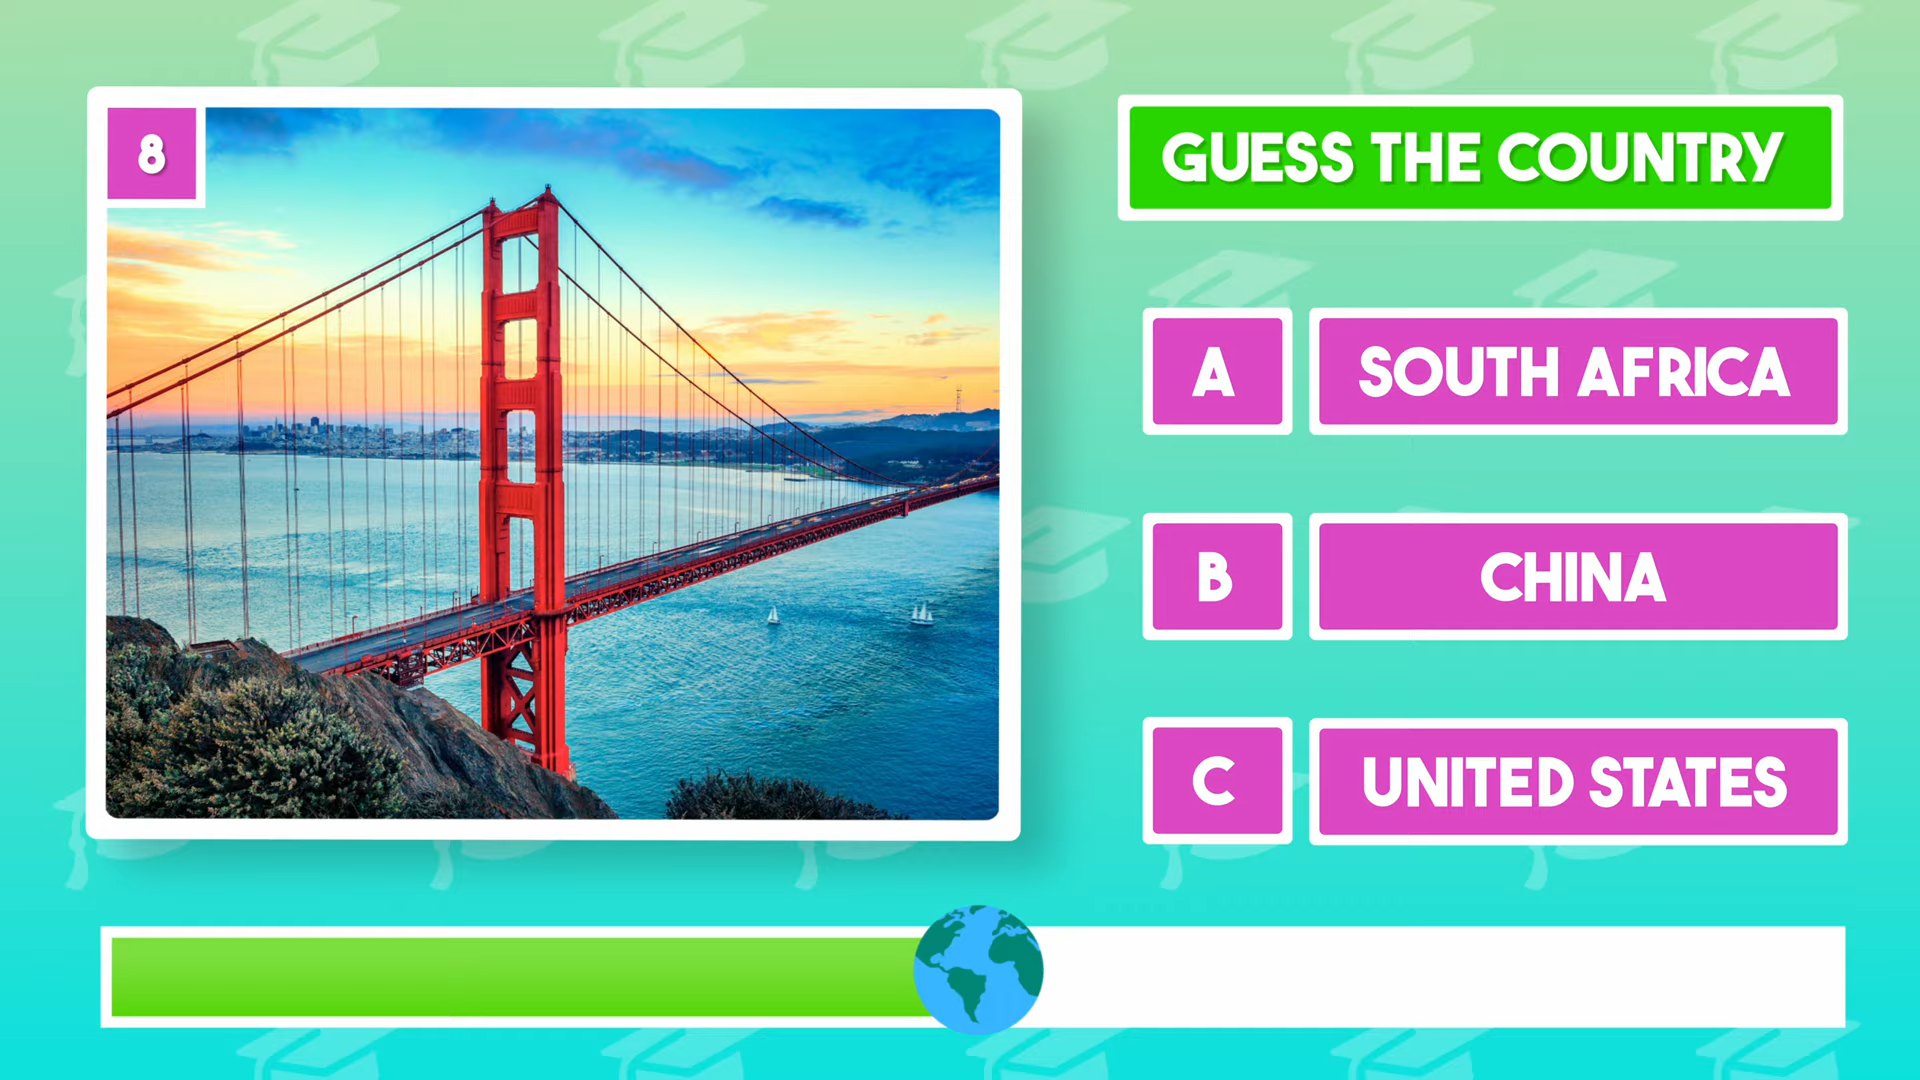 8
GUESS THE COUNTRY
A SOUTH AFRICA
B CHINA
C UNITED STATES